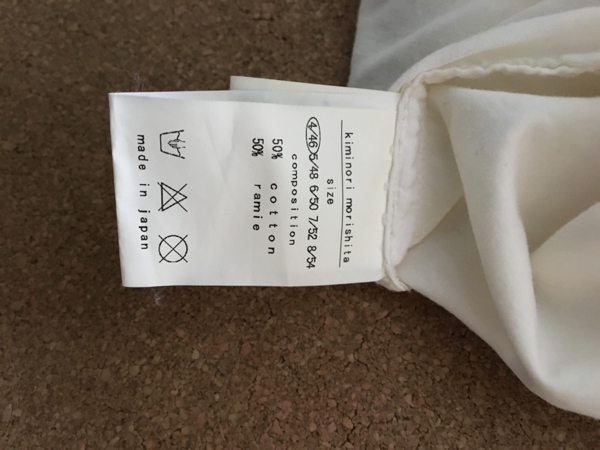 kiminori morishita
size
4/46 5/48 6/50 7/52 8/54
composition
50% cotton
50% ramie
made in japan